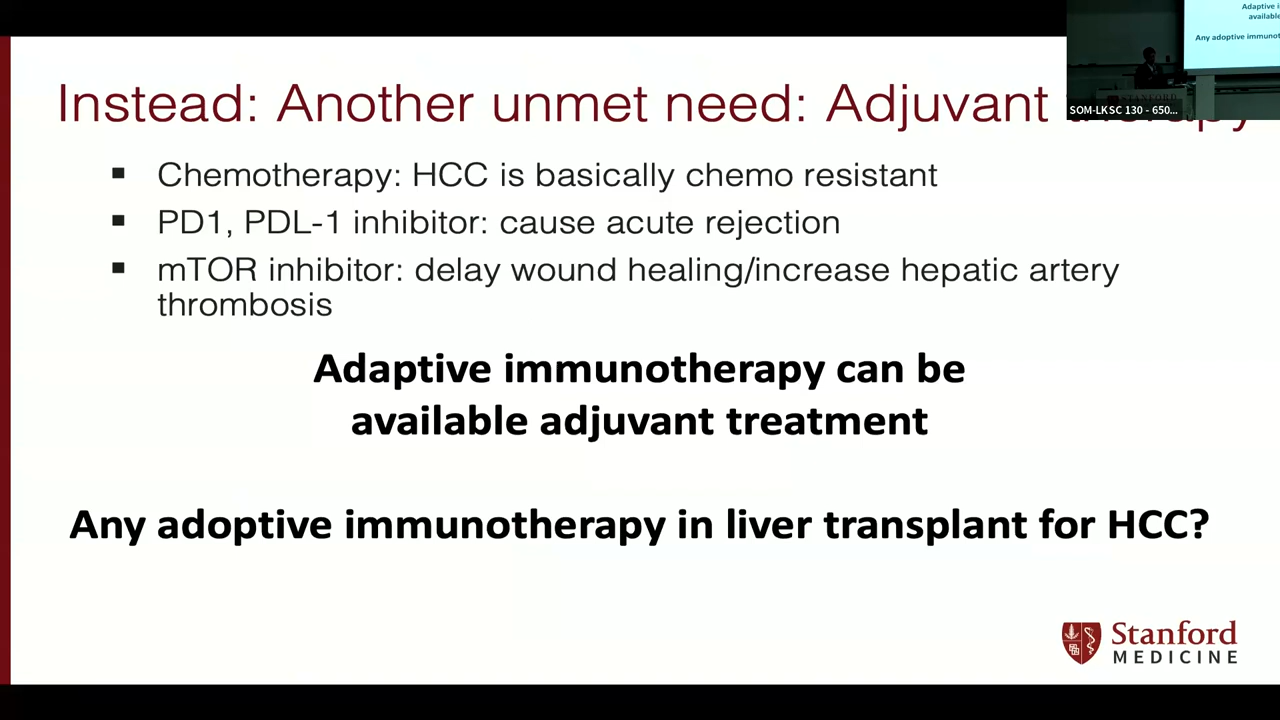 Instead: Another unmet need: Adjuvant therapy
▪ Chemotherapy: HCC is basically chemo resistant
▪ PD1, PDL-1 inhibitor: cause acute rejection
▪ mTOR inhibitor: delay wound healing/increase hepatic artery
thrombosis
Adaptive immunotherapy can be
available adjuvant treatment
Any adoptive immunotherapy in liver transplant for HCC?
Stanford
MEDICINE
Adaptive i
available
Any adoptive immunot
SOM-LKSC 130 - 650...